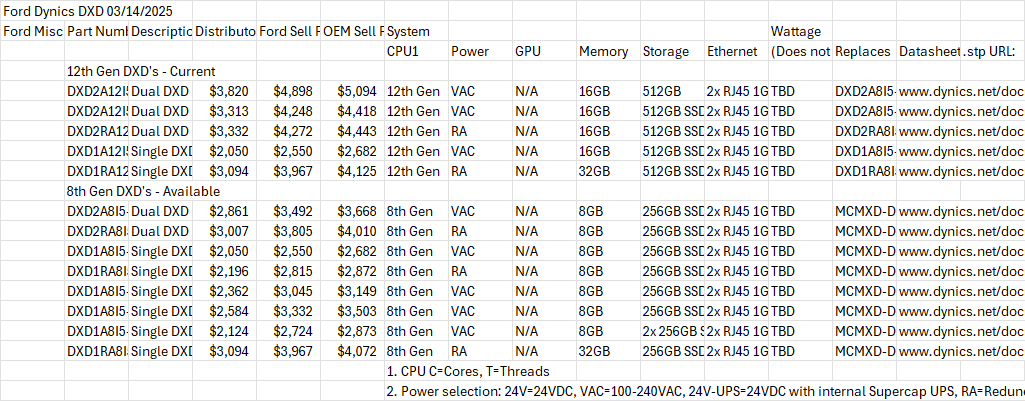 Ford Dynics DXD 03/14/2025
Ford Misc Part Numl Descriptic Distributo Ford Sell F OEM Sell F System Wattage
CPU1 Power GPU Memory Storage Ethernet (Does not Replaces Datasheet .stp URL:
12th Gen DXD's - Current
DXD2A12I5 Dual DXD $3,820 $4,898 $5,094 12th Gen VAC N/A 16GB 512GB 2x RJ45 1G TBD DXD2A8I5- www.dynics.net/doc
DXD2A12I5 Dual DXD $3,313 $4,248 $4,418 12th Gen VAC N/A 16GB 512GB SSD 2x RJ45 1G TBD DXD2A8I5- www.dynics.net/doc
DXD2RA12 Dual DXD $3,332 $4,272 $4,443 12th Gen RA N/A 16GB 512GB SSD 2x RJ45 1G TBD DXD2RA8I5 www.dynics.net/doc
DXD1A12I5 Single DXD $2,050 $2,550 $2,682 12th Gen VAC N/A 16GB 512GB SSD 2x RJ45 1G TBD DXD1A8I5- www.dynics.net/doc
DXD1RA12 Single DXD $3,094 $3,967 $4,125 12th Gen RA N/A 32GB 512GB SSD 2x RJ45 1G TBD DXD1RA8I5 www.dynics.net/doc
8th Gen DXD's - Available
DXD2A8I5- Dual DXD $2,861 $3,492 $3,668 8th Gen VAC N/A 8GB 256GB SSD 2x RJ45 1G TBD MCMXD-D www.dynics.net/doc
DXD2RA8I Dual DXD $3,007 $3,805 $4,010 8th Gen RA N/A 8GB 256GB SSD 2x RJ45 1G TBD MCMXD-D www.dynics.net/doc
DXD1A8I5- Single DXD $2,050 $2,550 $2,682 8th Gen VAC N/A 8GB 256GB SSD 2x RJ45 1G TBD MCMXD-D www.dynics.net/doc
DXD1RA8I Single DXD $2,196 $2,815 $2,872 8th Gen RA N/A 8GB 256GB SSD 2x RJ45 1G TBD MCMXD-D www.dynics.net/doc
DXD1A8I5- Single DXD $2,362 $3,045 $3,149 8th Gen VAC N/A 8GB 256GB SSD 2x RJ45 1G TBD MCMXD-D www.dynics.net/doc
DXD1A8I5- Single DXD $2,584 $3,332 $3,503 8th Gen VAC N/A 8GB 256GB SSD 2x RJ45 1G TBD MCMXD-D www.dynics.net/doc
DXD1A8I5- Single DXD $2,124 $2,724 $2,873 8th Gen VAC N/A 8GB 2x 256GB S 2x RJ45 1G TBD MCMXD-D www.dynics.net/doc
DXD1RA8I Single DXD $3,094 $3,967 $4,072 8th Gen RA N/A 32GB 256GB SSD 2x RJ45 1G TBD MCMXD-D www.dynics.net/doc
1. CPU C=Cores, T=Threads
2. Power selection: 24V=24VDC, VAC=100-240VAC, 24V-UPS=24VDC with internal Supercap UPS, RA=Redun